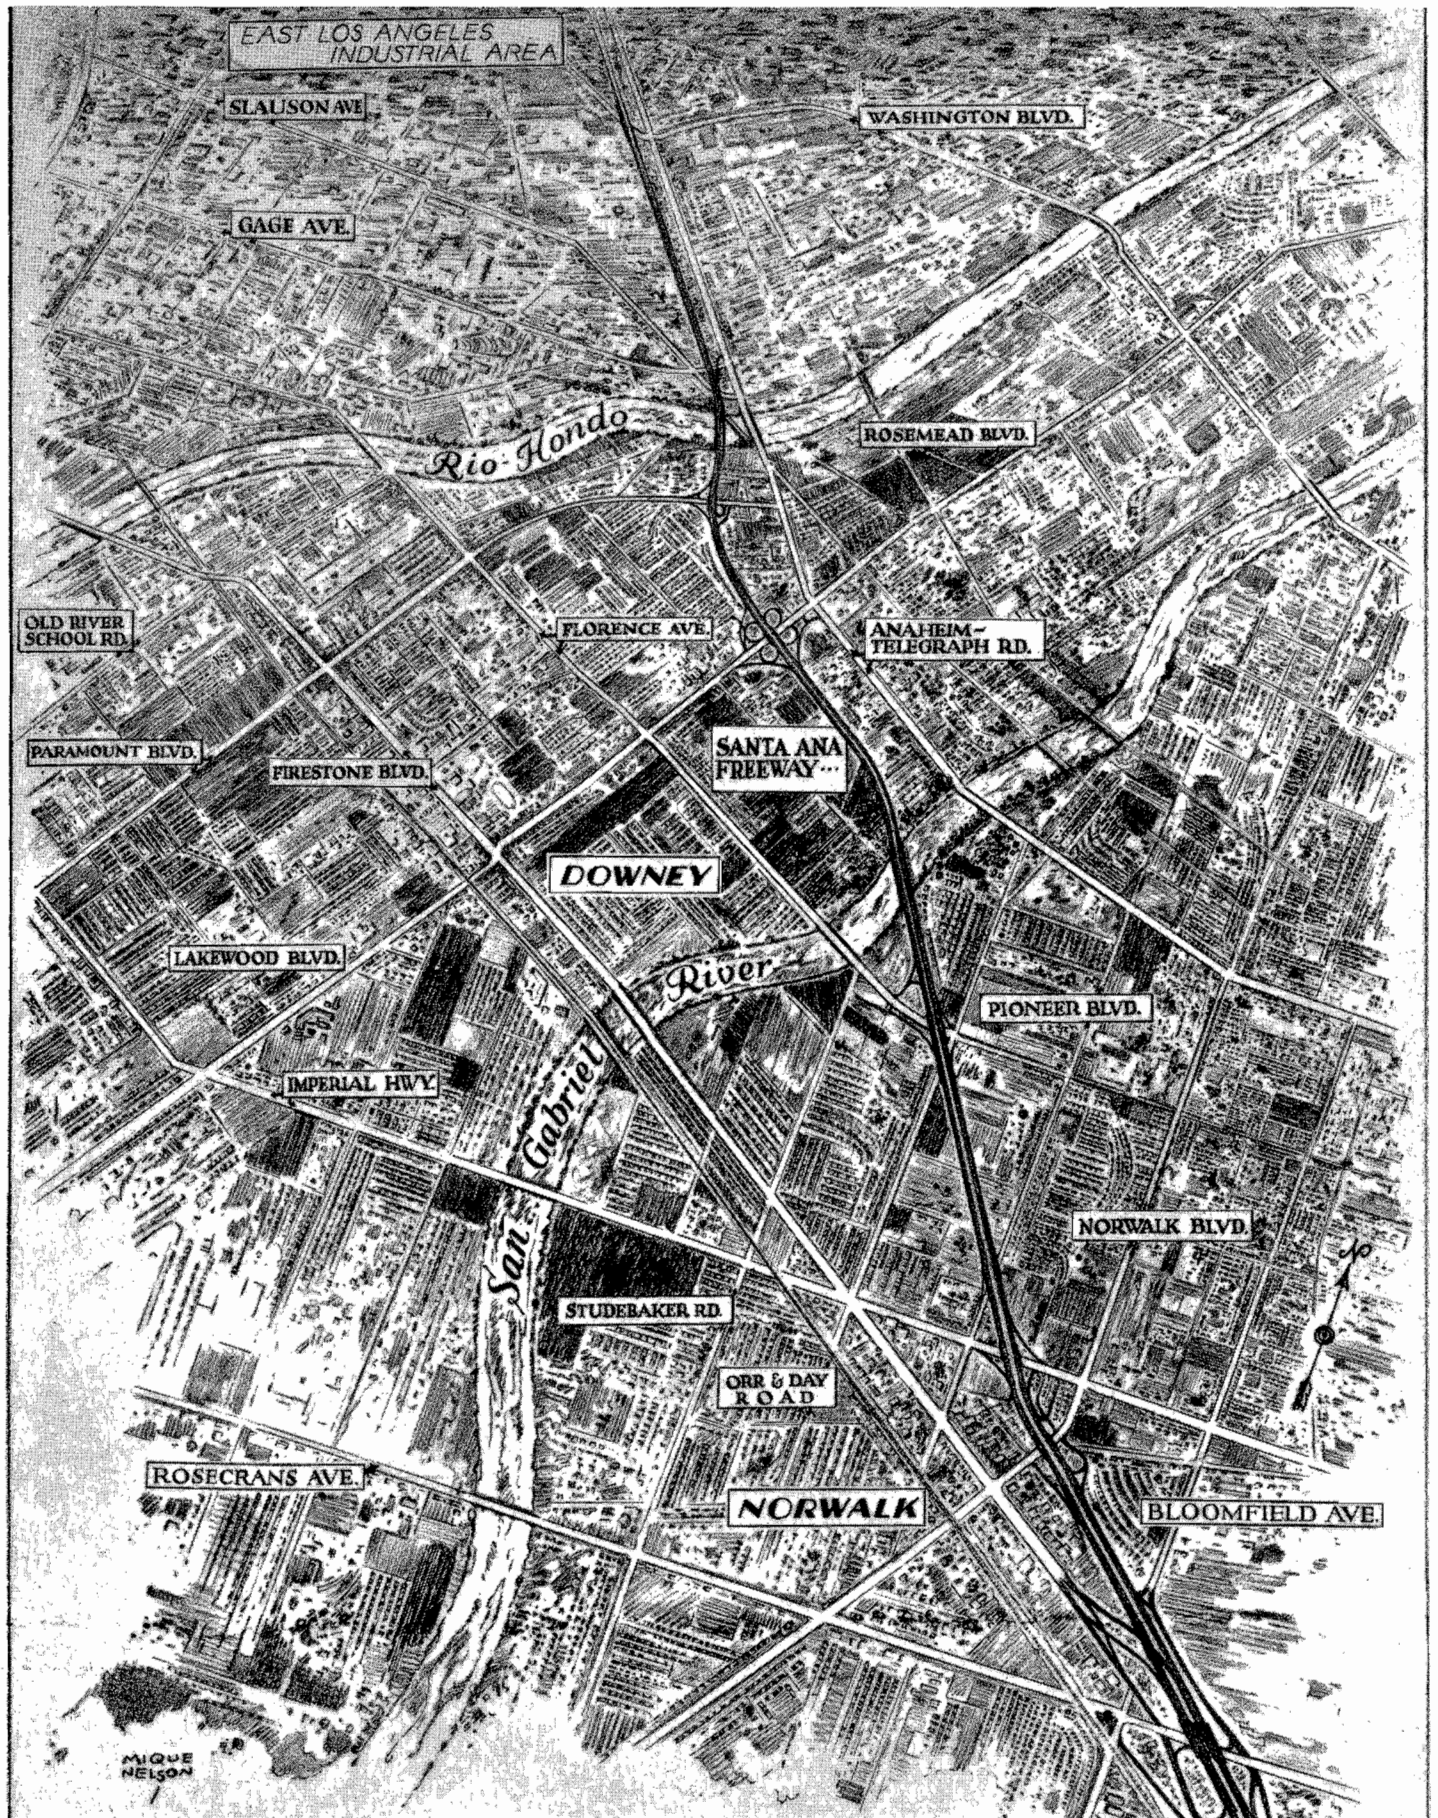 EAST LOS ANGELES
INDUSTRIAL AREA
SLAUSON AVE
WASHINGTON BLVD.
GAGE AVE.
Rio-Hondo
ROSEMEAD BLVD.
OLD RIVER
SCHOOL RD.
FLORENCE AVE.
ANAHEIM~
TELEGRAPH RD.
PARAMOUNT BLVD.
FIRESTONE BLVD.
SANTA ANA
FREEWAY...
DOWNEY
LAKEWOOD BLVD.
San Gabriel River
PIONEER BLVD.
IMPERIAL HWY.
NORWALK BLVD.
N
STUDEBAKER RD.
ORR & DAY
ROAD
ROSECRANS AVE.
NORWALK
BLOOMFIELD AVE.
MIQUE
NELSON